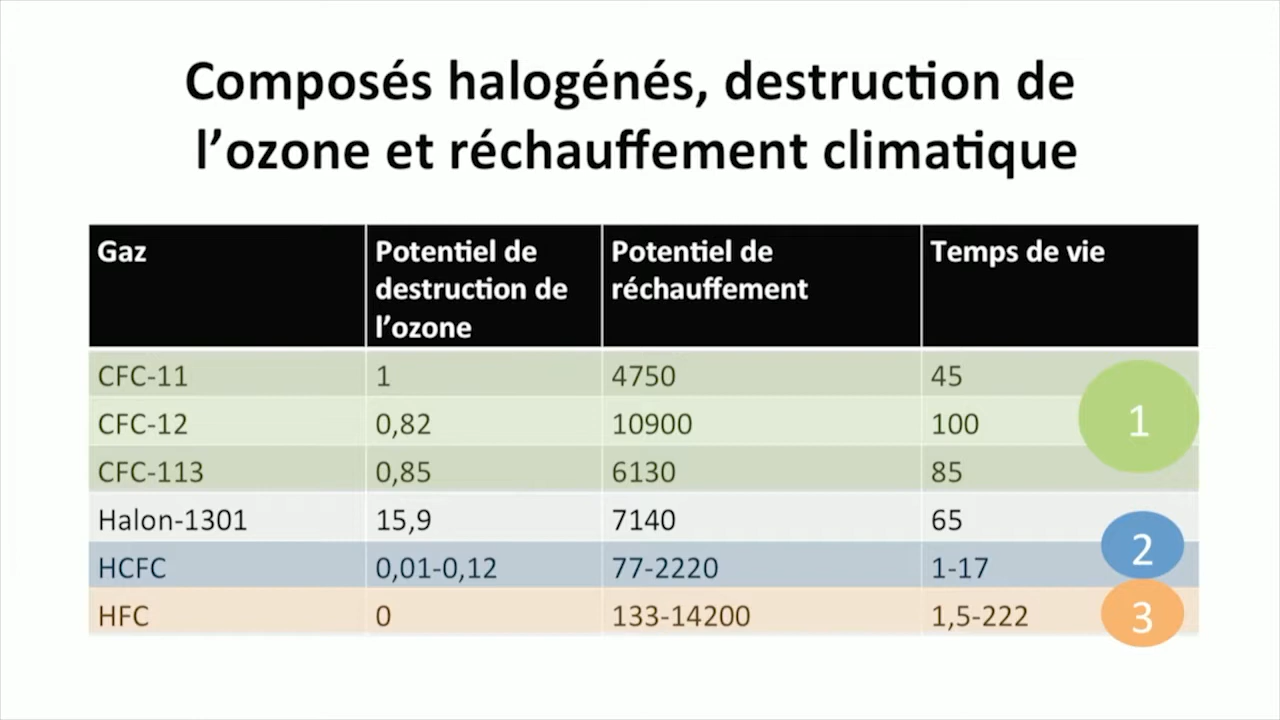 Composés halogénés, destruction de
l’ozone et réchauffement climatique
Gaz
Potentiel de
destruction de
l’ozone
Potentiel de
réchauffement
Temps de vie
CFC-11 1 4750 45
CFC-12 0,82 10900 100
CFC-113 0,85 6130 85
1
Halon-1301 15,9 7140 65
HCFC 0,01-0,12 77-2220 1-17
2
HFC 0 133-14200 1,5-222
3